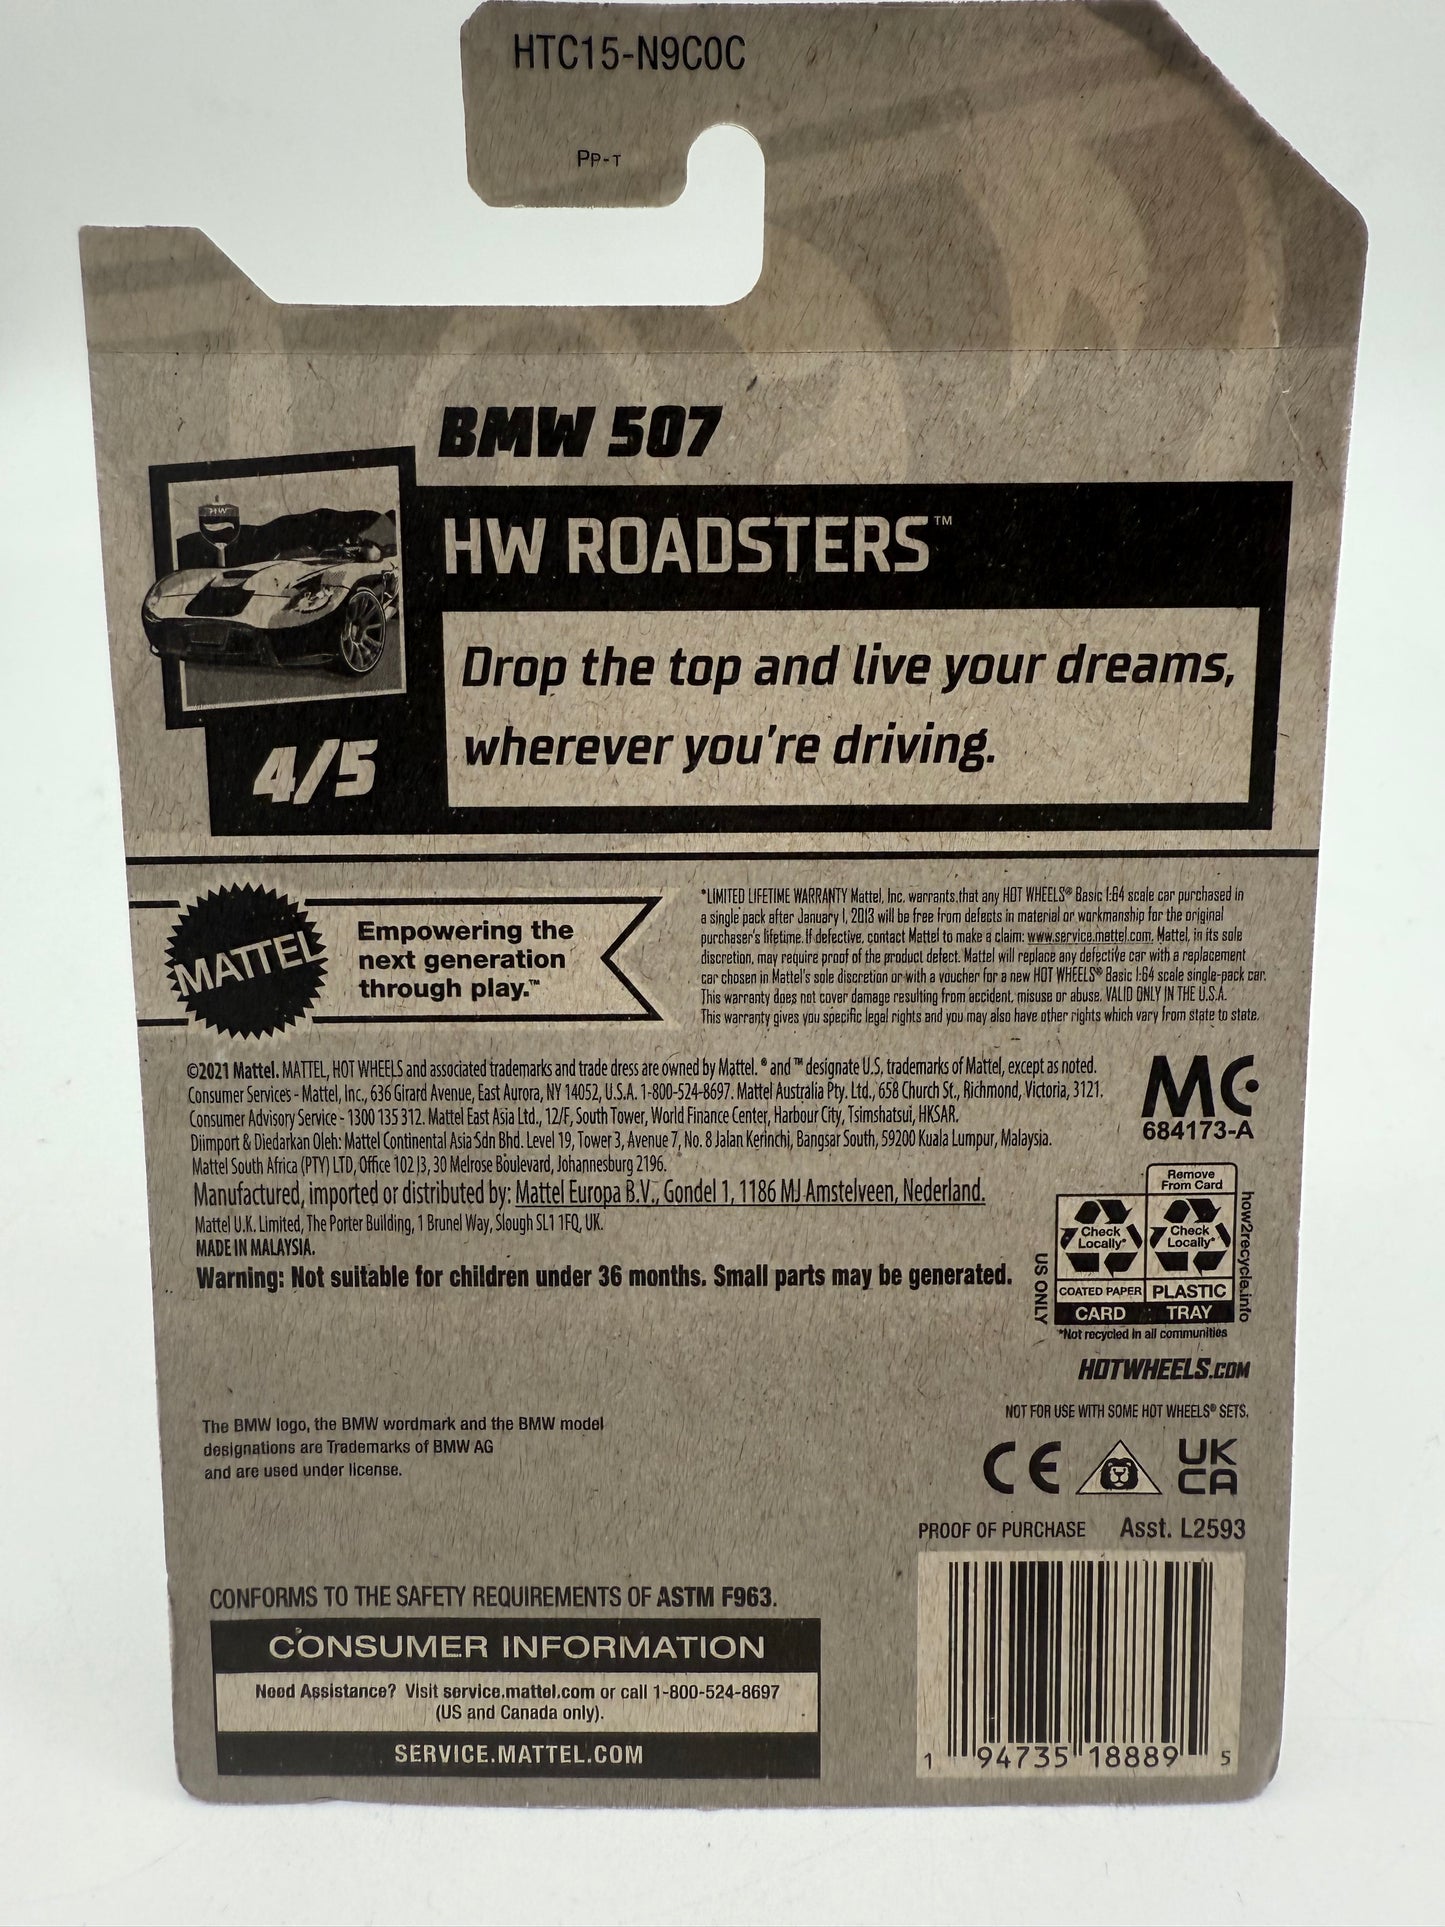 HTC15-N9C0C
PP-T
BMW 507
HW
HW ROADSTERS™
Drop the top and live your dreams,
wherever you're driving.
4/5
MATTEL
Empowering the
next generation
through play.™
*LIMITED LIFETIME WARRANTY Mattel, Inc. warrants that any HOT WHEELS® Basic 1:64 scale car purchased in
a single pack after January 1, 2013 will be free from defects in material or workmanship for the original
purchaser's lifetime. If defective, contact Mattel to make a claim: www.service.mattel.com. Mattel, in its sole
discretion, may require proof of the product defect. Mattel will replace any defective car with a replacement
car chosen in Mattel's sole discretion or with a voucher for a new HOT WHEELS® Basic 1:64 scale single-pack car.
This warranty does not cover damage resulting from accident, misuse or abuse. VALID ONLY IN THE U.S.A.
This warranty gives you specific legal rights and you may also have other rights which vary from state to state.
©2021 Mattel. MATTEL, HOT WHEELS and associated trademarks and trade dress are owned by Mattel. ® and ™ designate U.S. trademarks of Mattel, except as noted.
Consumer Services - Mattel, Inc., 636 Girard Avenue, East Aurora, NY 14052, U.S.A. 1-800-524-8697. Mattel Australia Pty. Ltd., 658 Church St., Richmond, Victoria, 3121.
Consumer Advisory Service - 1300 135 312. Mattel East Asia Ltd., 12/F, South Tower, World Finance Center, Harbour City, Tsimshatsui, HKSAR.
Diimport & Diedarkan Oleh: Mattel Continental Asia Sdn Bhd. Level 19, Tower 3, Avenue 7, No. 8 Jalan Kerinchi, Bangsar South, 59200 Kuala Lumpur, Malaysia.
Mattel South Africa (PTY) LTD, Office 102 I3, 30 Melrose Boulevard, Johannesburg 2196.
Manufactured, imported or distributed by: Mattel Europa B.V., Gondel 1, 1186 MJ Amstelveen, Nederland.
Mattel U.K. Limited, The Porter Building, 1 Brunel Way, Slough SL1 1FQ, UK.
MADE IN MALAYSIA.
Warning: Not suitable for children under 36 months. Small parts may be generated.
MC
684173-A
Remove
From Card
Check
Locally*
Check
Locally*
COATED PAPER
PLASTIC
CARD
TRAY
US ONLY
how2recycle.info
*Not recycled in all communities
HOTWHEELS.COM
NOT FOR USE WITH SOME HOT WHEELS® SETS.
The BMW logo, the BMW wordmark and the BMW model
designations are Trademarks of BMW AG
and are used under license.
CE
UK
CA
PROOF OF PURCHASE Asst. L2593
CONFORMS TO THE SAFETY REQUIREMENTS OF ASTM F963.
CONSUMER INFORMATION
Need Assistance? Visit service.mattel.com or call 1-800-524-8697
(US and Canada only).
SERVICE.MATTEL.COM
1 94735 18889 5